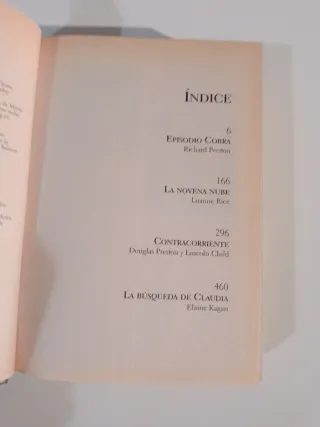 ÍNDICE
6
EPISODIO COBRA
Richard Preston
166
LA NOVENA NUBE
Luanne Rice
296
CONTRACORRIENTE
Douglas Preston y Lincoln Child
460
LA BÚSQUEDA DE CLAUDIA
Elaine Kagan